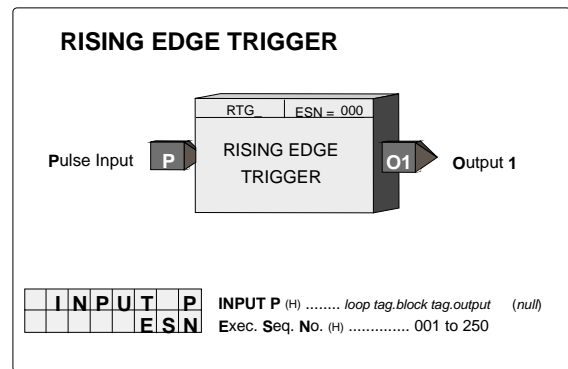 RISING EDGE TRIGGER
RTG_ ESN = 000
Pulse Input P RISING EDGE TRIGGER O1 Output 1
INPUT P INPUT P (H) ........ loop tag.block tag.output (null)
ESN Exec. Seq. No. (H) .............. 001 to 250